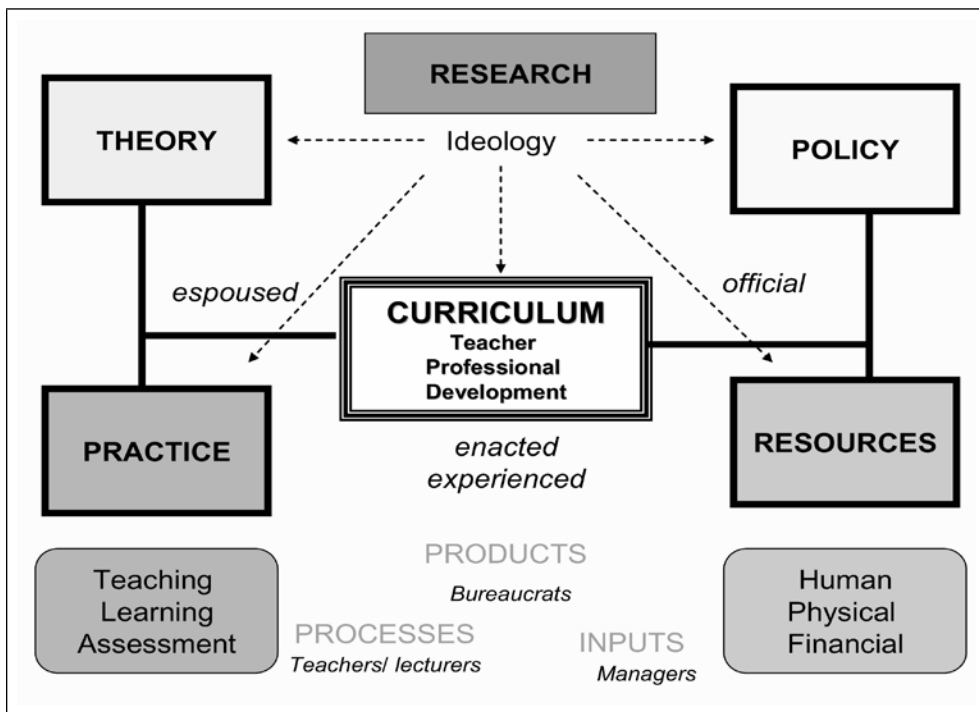 RESEARCH
THEORY
Ideology
POLICY
espoused
official
CURRICULUM
Teacher
Professional
Development
PRACTICE
enacted
experienced
RESOURCES
PRODUCTS
Bureaucrats
Teaching
Learning
Assessment
Human
Physical
Financial
PROCESSES
Teachers/ lecturers
INPUTS
Managers